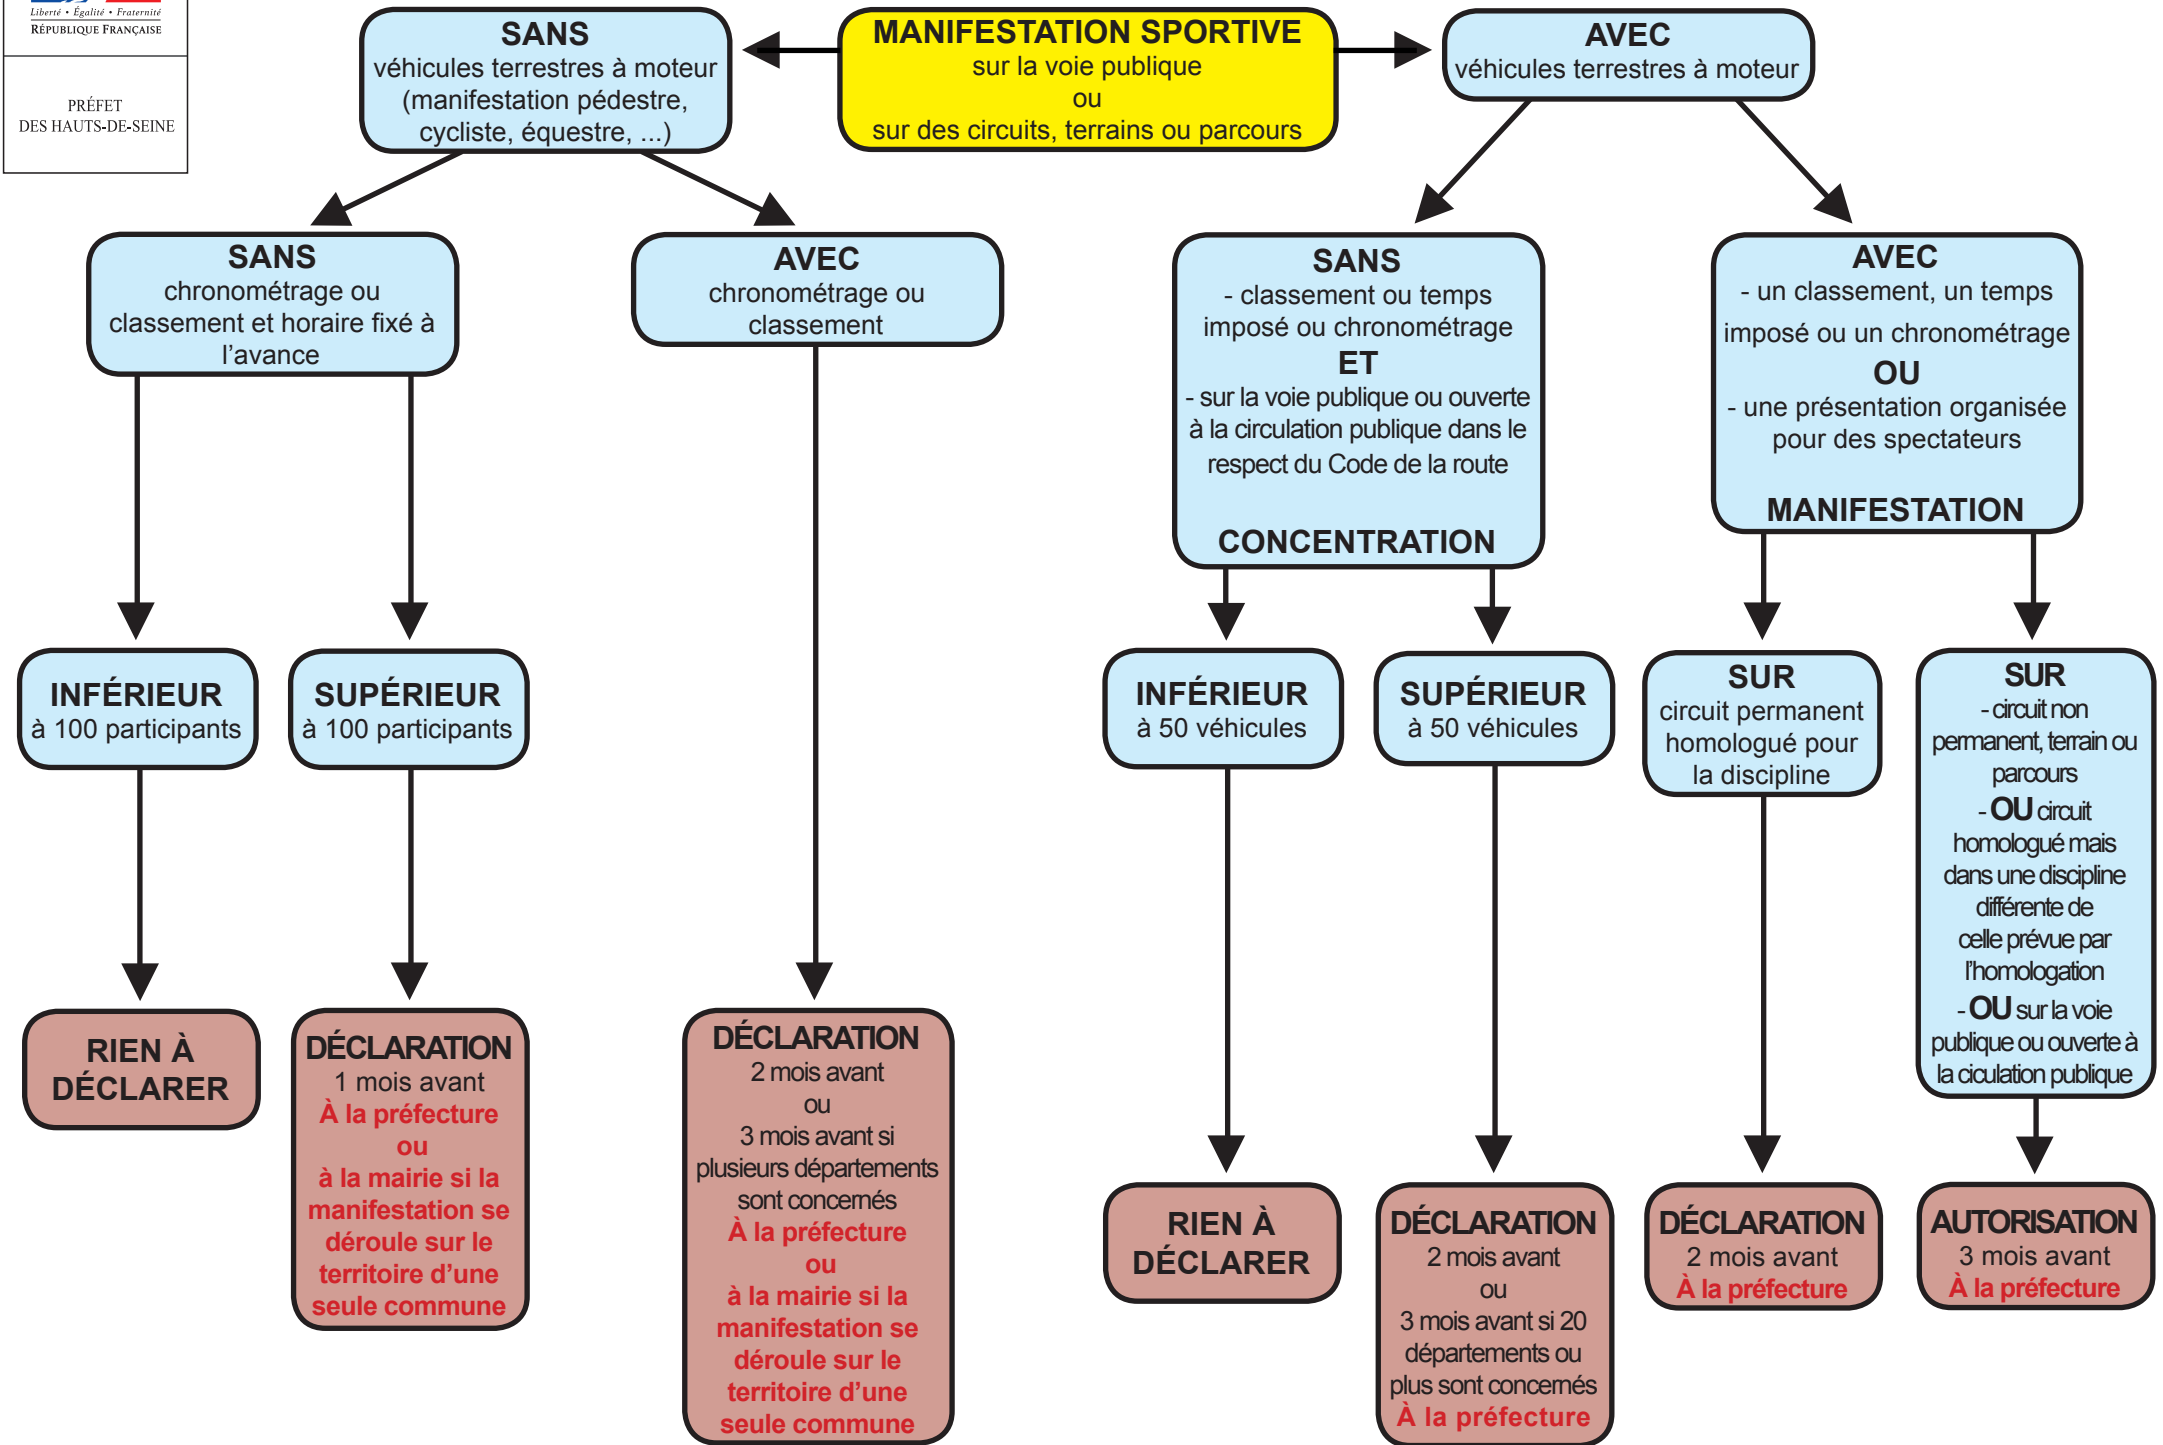 Liberté • Égalité • Fraternité
RÉPUBLIQUE FRANÇAISE
PRÉFET
DES HAUTS-DE-SEINE
SANS
véhicules terrestres à moteur
(manifestation pédestre,
cycliste, équestre, ...)
MANIFESTATION SPORTIVE
sur la voie publique
ou
sur des circuits, terrains ou parcours
AVEC
véhicules terrestres à moteur
SANS
chronométrage ou
classement et horaire fixé à
l'avance
AVEC
chronométrage ou
classement
SANS
- classement ou temps
imposé ou chronométrage
ET
- sur la voie publique ou ouverte
à la circulation publique dans le
respect du Code de la route
CONCENTRATION
AVEC
- un classement, un temps
imposé ou un chronométrage
OU
- une présentation organisée
pour des spectateurs
MANIFESTATION
INFÉRIEUR
à 100 participants
SUPÉRIEUR
à 100 participants
INFÉRIEUR
à 50 véhicules
SUPÉRIEUR
à 50 véhicules
SUR
circuit permanent
homologué pour
la discipline
SUR
- circuit non
permanent, terrain ou
parcours
- OU circuit
homologué mais
dans une discipline
différente de
celle prévue par
l'homologation
- OU sur la voie
publique ou ouverte à
la ciculation publique
RIEN À
DÉCLARER
DÉCLARATION
1 mois avant
À la préfecture
ou
à la mairie si la
manifestation se
déroule sur le
territoire d'une
seule commune
DÉCLARATION
2 mois avant
ou
3 mois avant si
plusieurs départements
sont concernés
À la préfecture
ou
à la mairie si la
manifestation se
déroule sur le
territoire d'une
seule commune
RIEN À
DÉCLARER
DÉCLARATION
2 mois avant
ou
3 mois avant si 20
départements ou
plus sont concernés
À la préfecture
DÉCLARATION
2 mois avant
À la préfecture
AUTORISATION
3 mois avant
À la préfecture